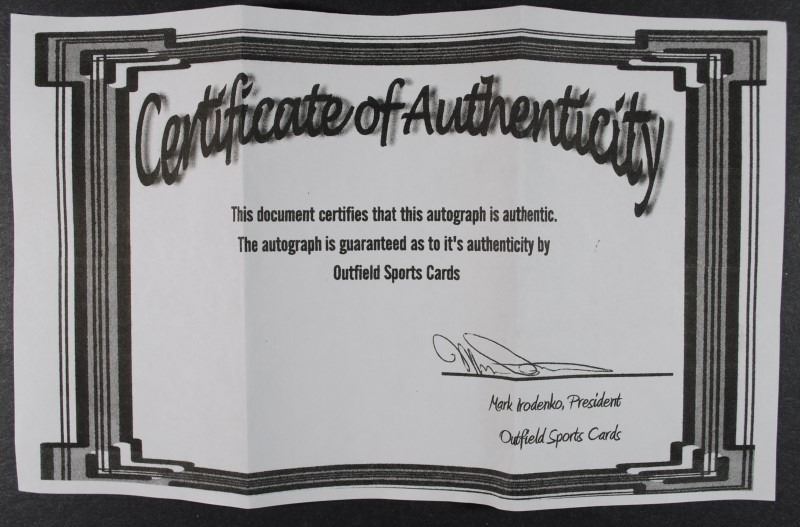 Certificate of Authenticity
This document certifies that this autograph is authentic.
The autograph is guaranteed as to it's authenticity by
Outfield Sports Cards
Mark Irodenko, President
Outfield Sports Cards